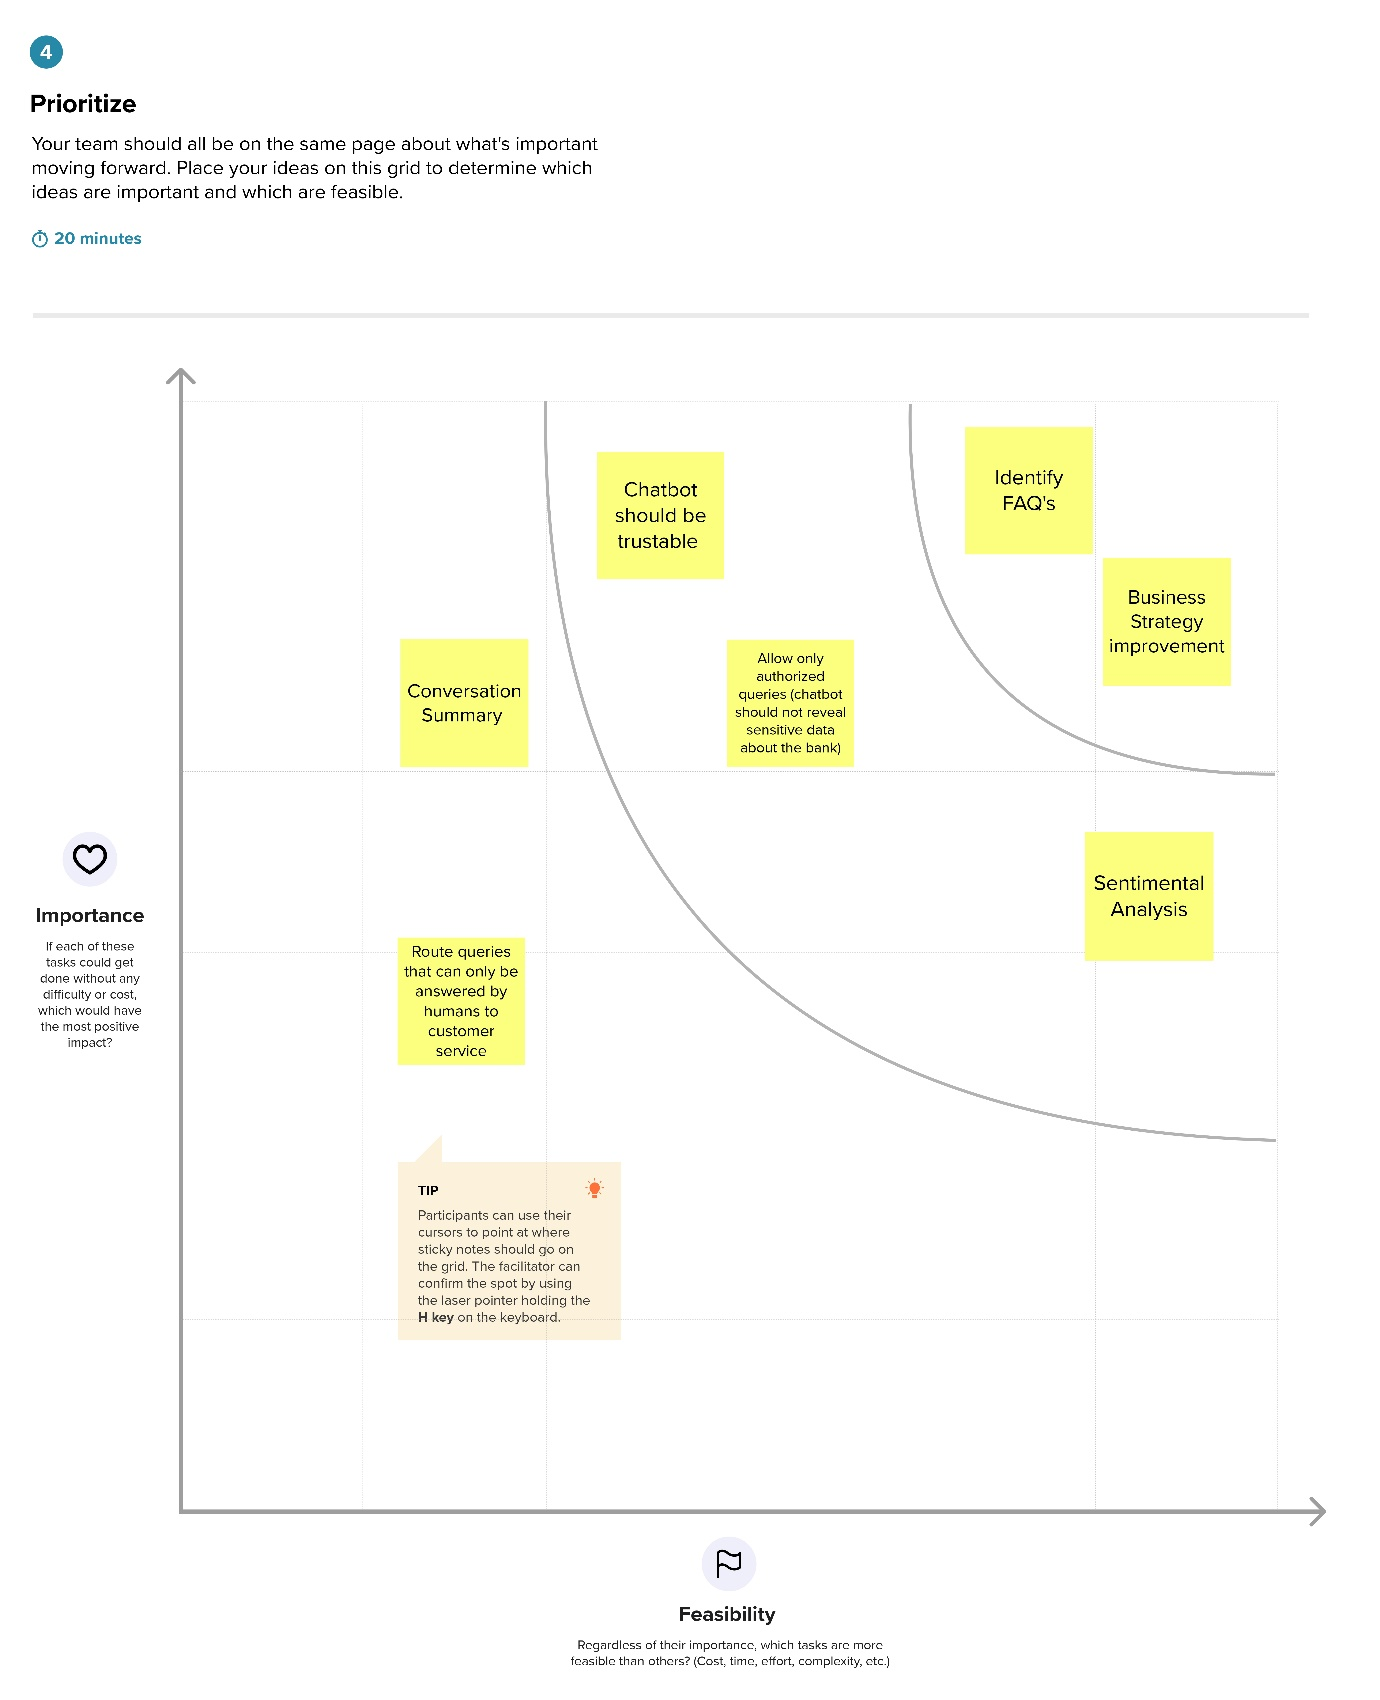 4
Prioritize
Your team should all be on the same page about what's important
moving forward. Place your ideas on this grid to determine which
ideas are important and which are feasible.
20 minutes
Identify
FAQ's
Chatbot
should be
trustable
Business
Strategy
improvement
Conversation
Summary
Allow only
authorized
queries (chatbot
should not reveal
sensitive data
about the bank)
Sentimental
Analysis
Importance
If each of these
tasks could get
done without any
difficulty or cost,
which would have
the most positive
impact?
Route queries
that can only be
answered by
humans to
customer
service
TIP
Participants can use their
cursors to point at where
sticky notes should go on
the grid. The facilitator can
confirm the spot by using
the laser pointer holding the
H key on the keyboard.
Feasibility
Regardless of their importance, which tasks are more
feasible than others? (Cost, time, effort, complexity, etc.)